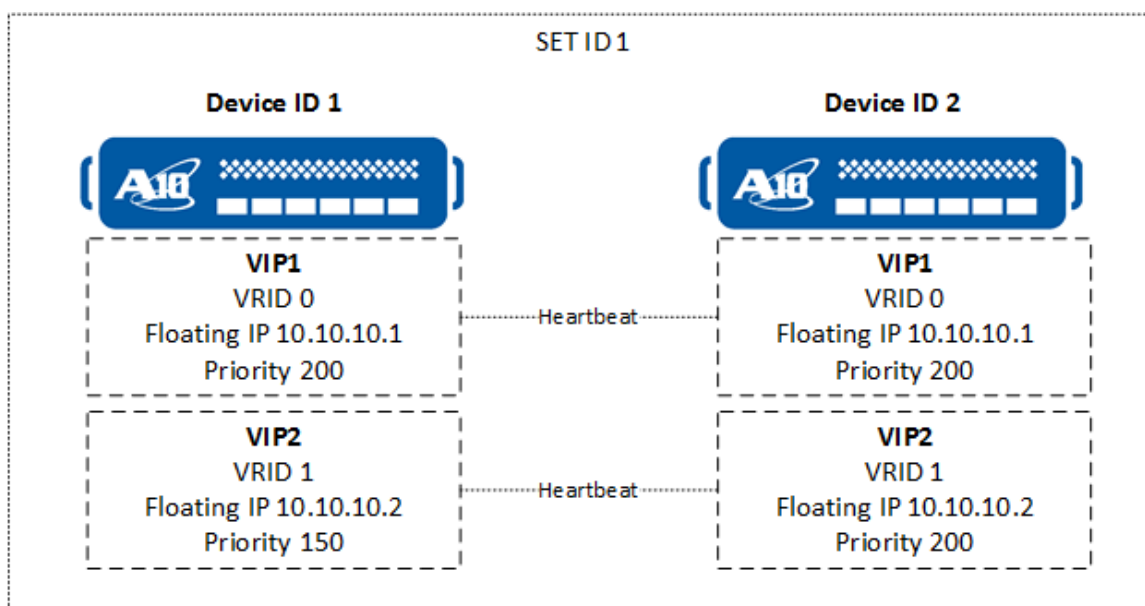 SET ID 1
Device ID 1
Device ID 2
A10
A10
VIP1
VRID 0
Floating IP 10.10.10.1
Priority 200
Heartbeat
VIP1
VRID 0
Floating IP 10.10.10.1
Priority 200
VIP2
VRID 1
Floating IP 10.10.10.2
Priority 150
Heartbeat
VIP2
VRID 1
Floating IP 10.10.10.2
Priority 200